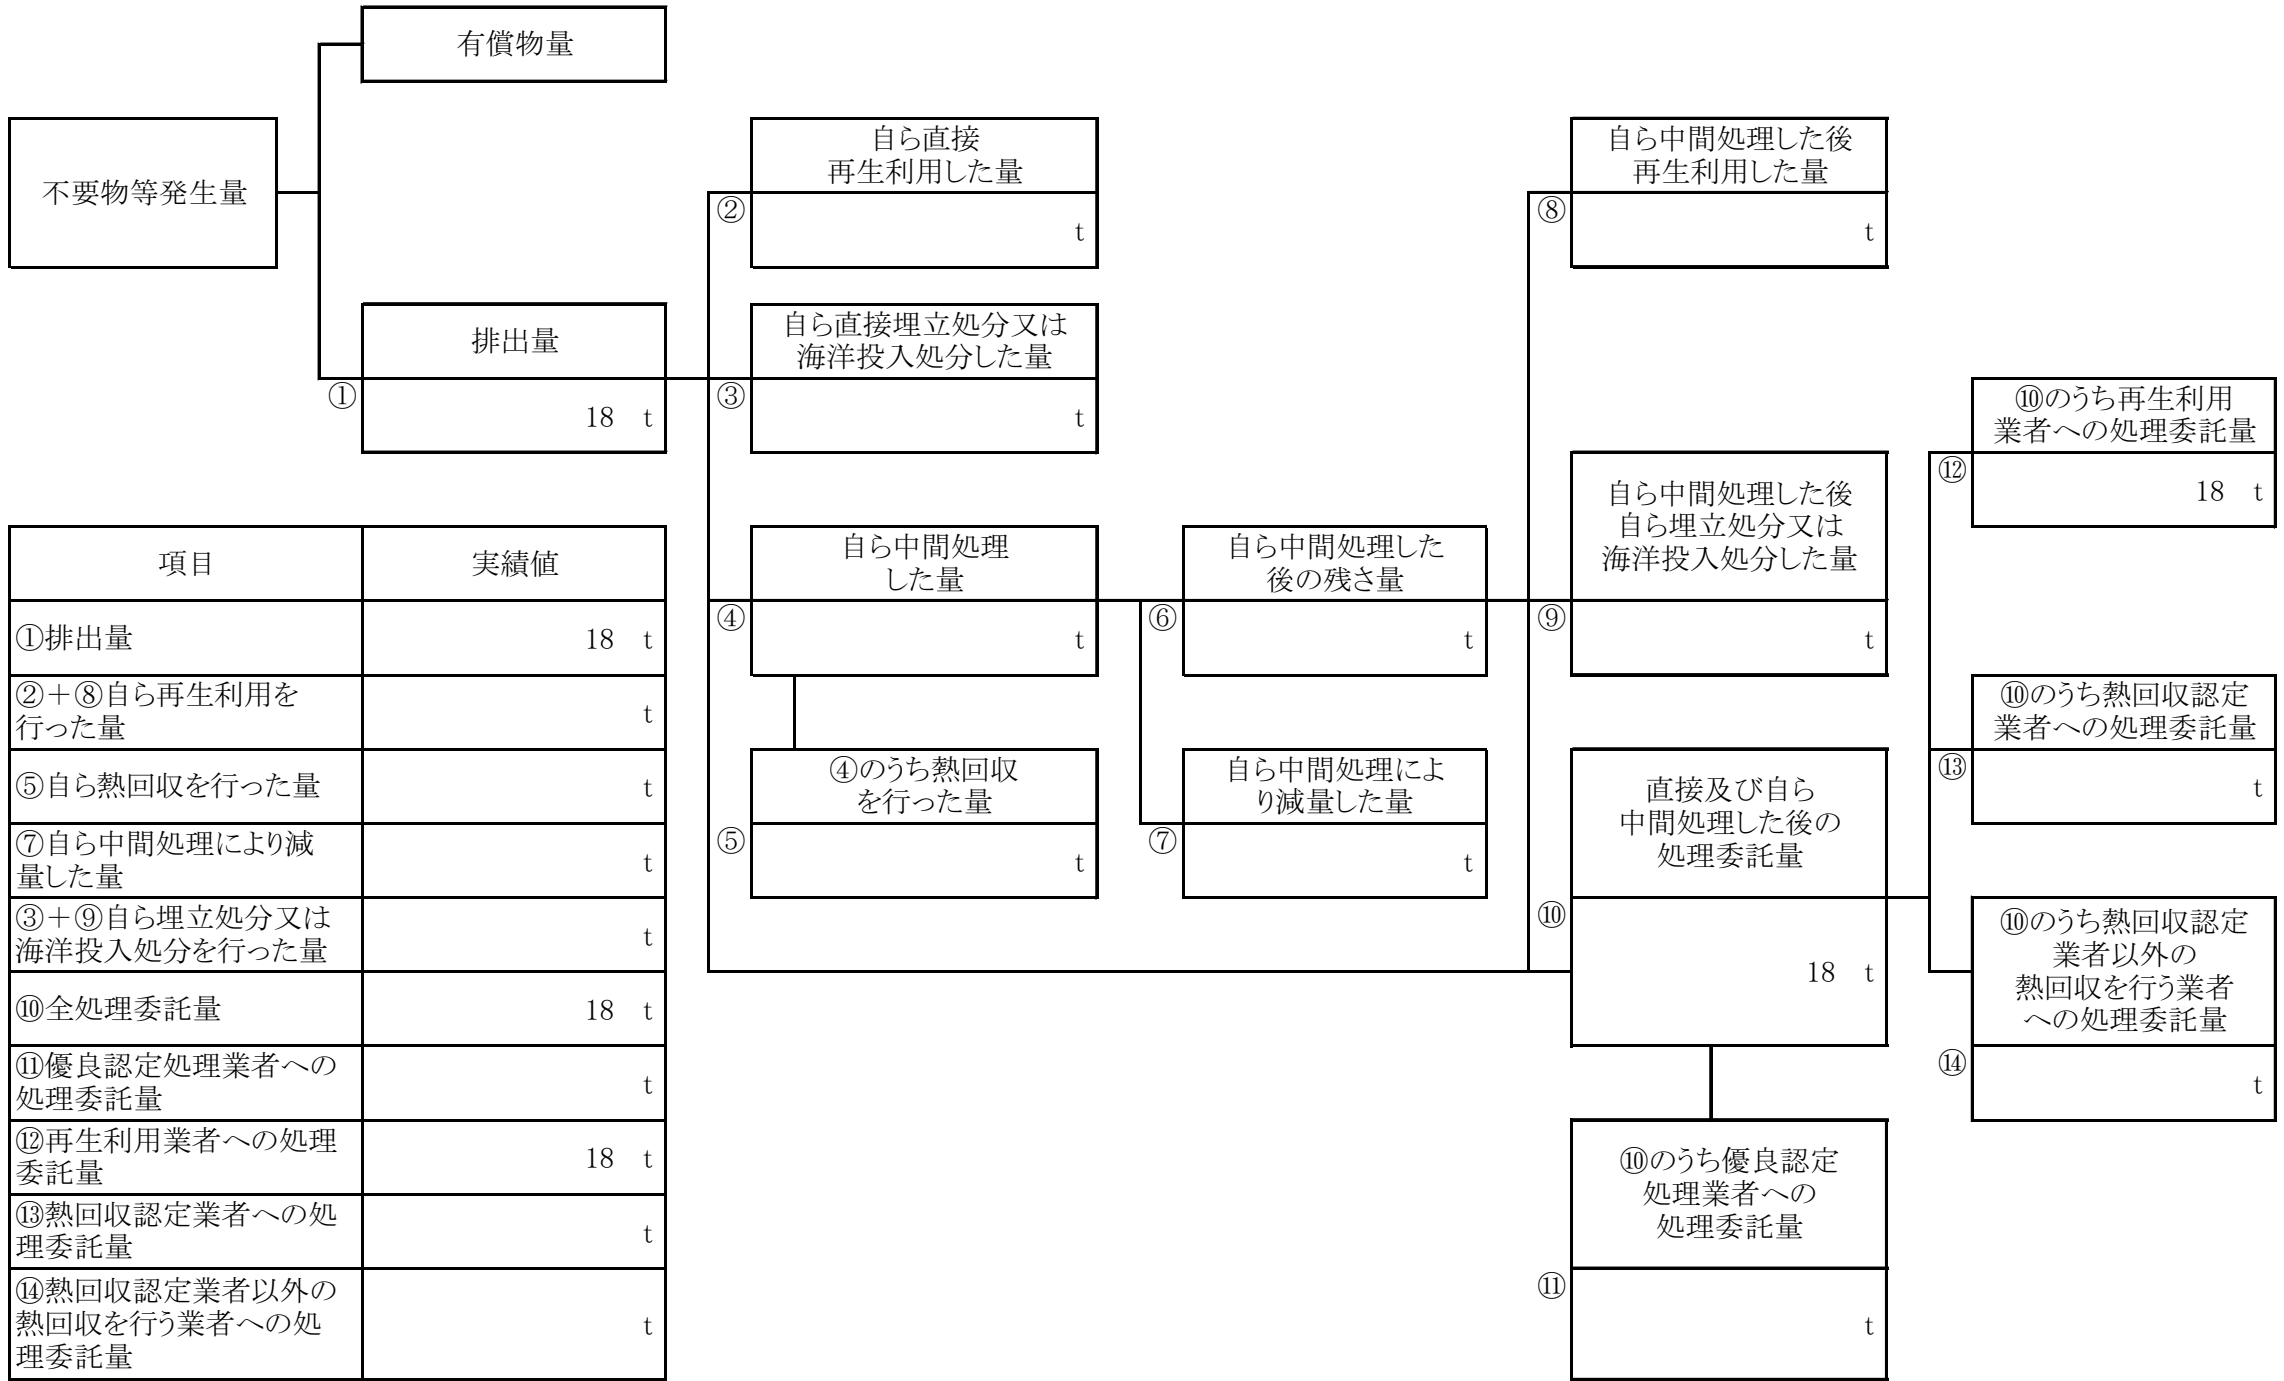 有償物量
不要物等発生量
排出量
①
18 t
自ら直接
再生利用した量
②
t
自ら直接埋立処分又は
海洋投入処分した量
③
t
自ら中間処理
した量
④
t
④のうち熱回収
を行った量
⑤
t
自ら中間処理した
後の残さ量
⑥
t
自ら中間処理によ
り減量した量
⑦
t
自ら中間処理した後
再生利用した量
⑧
t
自ら中間処理した後
自ら埋立処分又は
海洋投入処分した量
⑨
t
直接及び自ら
中間処理した後の
処理委託量
⑩
18 t
⑩のうち優良認定
処理業者への
処理委託量
⑪
t
⑩のうち再生利用
業者への処理委託量
⑫
18 t
⑩のうち熱回収認定
業者への処理委託量
⑬
t
⑩のうち熱回収認定
業者以外の
熱回収を行う業者
への処理委託量
⑭
t
項目 実績値
①排出量 18 t
②+⑧自ら再生利用を
行った量
t
⑤自ら熱回収を行った量 t
⑦自ら中間処理により減
量した量
t
③+⑨自ら埋立処分又は
海洋投入処分を行った量
t
⑩全処理委託量 18 t
⑪優良認定処理業者への
処理委託量
t
⑫再生利用業者への処理
委託量
18 t
⑬熱回収認定業者への処
理委託量
t
⑭熱回収認定業者以外の
熱回収を行う業者への処
理委託量
t